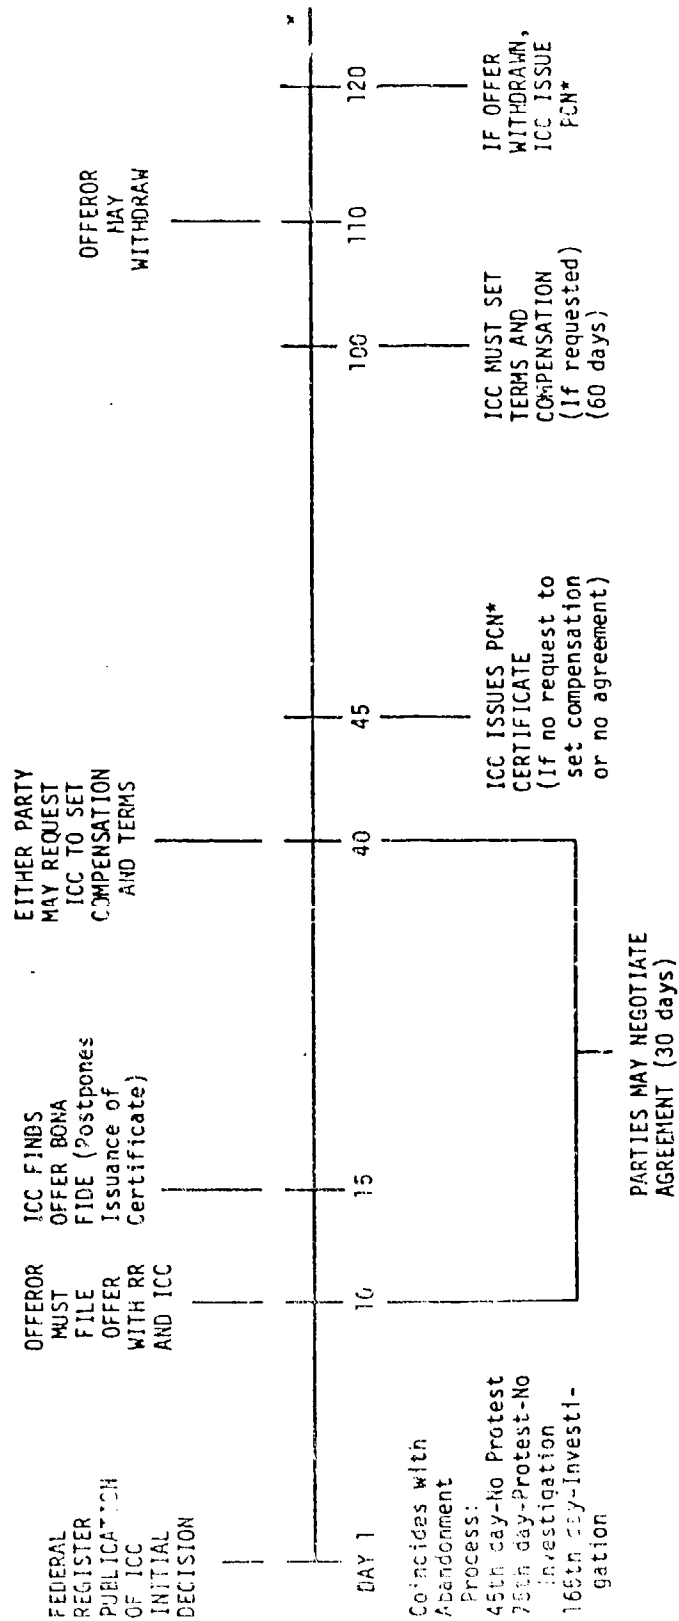 FEDERAL
REGISTER
PUBLICATION
OF ICC
INITIAL
DECISION
OFFEROR
MUST
FILE
OFFER
WITH RR
AND ICC
ICC FINDS
OFFER BONA
FIDE (Postpones
Issuance of
Certificate)
EITHER PARTY
MAY REQUEST
ICC TO SET
COMPENSATION
AND TERMS
OFFEROR
MAY
WITHDRAW
*
DAY 1
10
15
40
45
100
110
120
Coincides with
Abandonment
Process:
45th day-No Protest
75th day-Protest-No
Investigation
165th day-Investi-
gation
PARTIES MAY NEGOTIATE
AGREEMENT (30 days)
ICC ISSUES PCN*
CERTIFICATE
(If no request to
set compensation
or no agreement)
ICC MUST SET
TERMS AND
COMPENSATION
(If requested)
(60 days)
IF OFFER
WITHDRAWN,
ICC ISSUE
PCN*